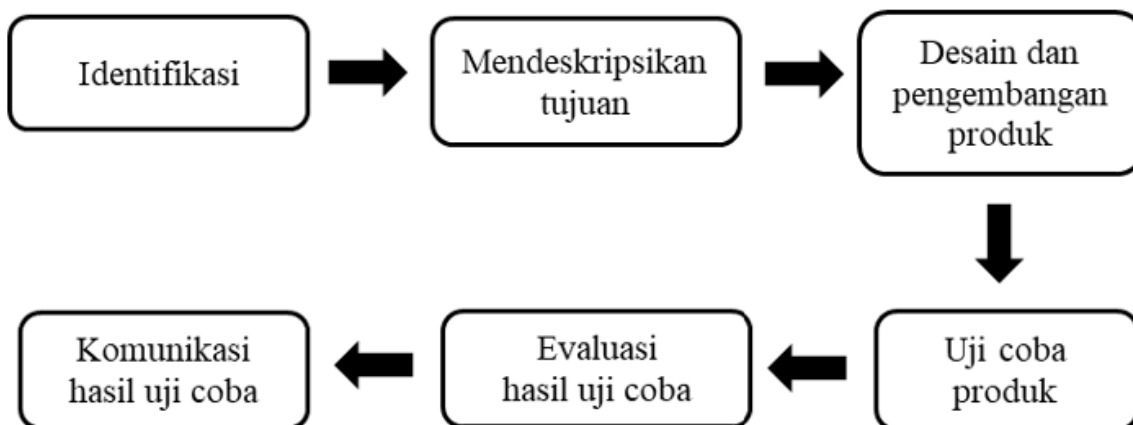 Identifikasi
Mendeskripsikan
tujuan
Desain dan
pengembangan
produk
Uji coba
produk
Evaluasi
hasil uji coba
Komunikasi
hasil uji coba